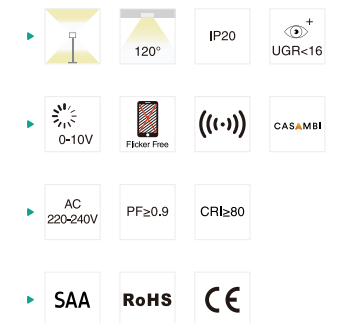 120°
IP20
UGR<16
0-10V
Flicker Free
CASAMBI
AC
220-240V
PF≥0.9
CRI≥80
SAA
RoHS
CE